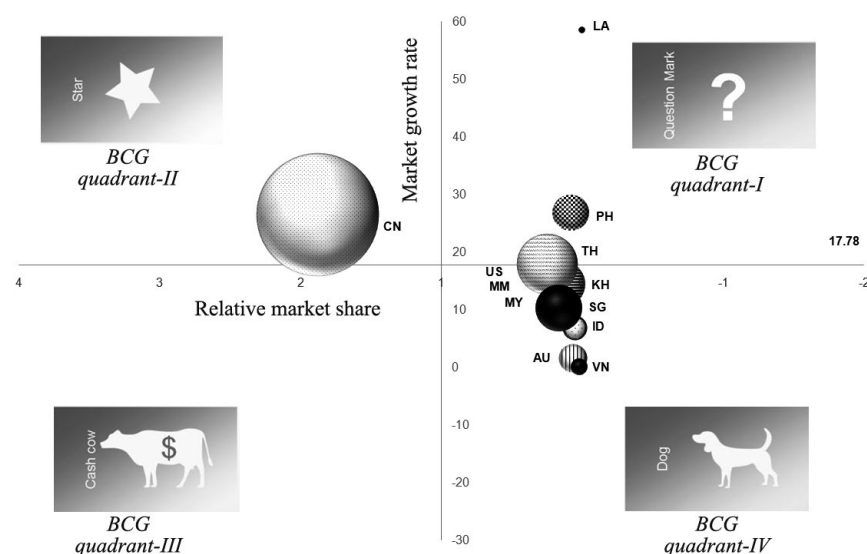 60
LA
50
40
30
20
10
0
-10
-20
-30
Market growth rate
Star
BCG
quadrant-II
Question Mark
?
BCG
quadrant-I
PH
CN
TH
17.78
US
MM
MY
KH
SG
ID
AU
VN
4
3
2
1
-1
-2
Relative market share
Cash cow
$
BCG
quadrant-III
Dog
BCG
quadrant-IV